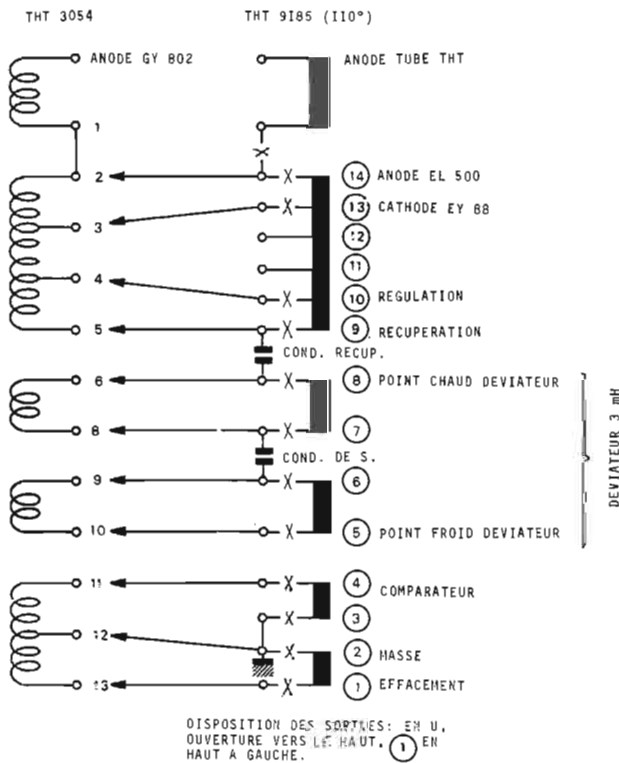 THT 3054 THT 9185 (110°)
ANODE GY 802 ANODE TUBE THT
1
2 14 ANODE EL 500
3 13 CATHODE EY 88
12
4 11
10 REGULATION
5 9 RECUPERATION
COND. RECUP.
6 8 POINT CHAUD DEVIATEUR
8 7
COND. DE S.
9 6
10 5 POINT FROID DEVIATEUR
DEVIATEUR 3 mH
11 4 COMPARATEUR
3
12 2 MASSE
13 1 EFFACEMENT
DISPOSITION DES SORTIES: EN U,
OUVERTURE VERS LE HAUT, 1 EN
HAUT A GAUCHE.